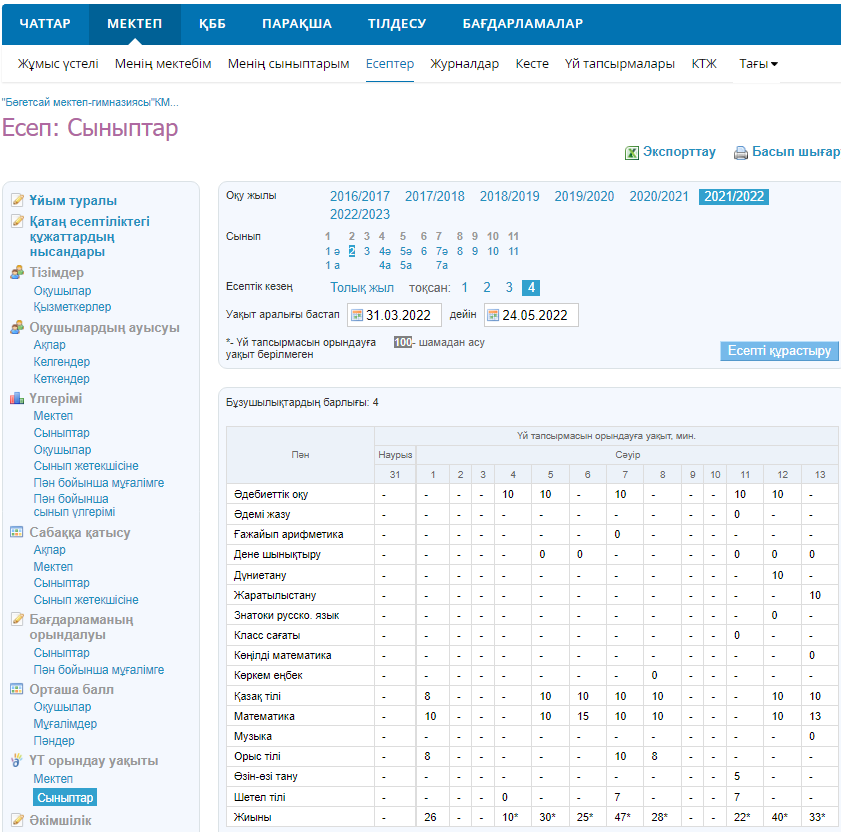 ЧАТТАР МЕКТЕП ҚББ ПАРАҚША ТІЛДЕСУ БАҒДАРЛАМАЛАР
Жұмыс үстелі Менің мектебім Менің сыныптарым Есептер Журналдар Кесте Үй тапсырмалары КТЖ Тағы
"Бөгетсай мектеп-гимназиясы"КМ...
Есеп: Сыныптар
Экспорттау Басып шығар
Ұйым туралы
Қатаң есептіліктегі
құжаттардың
нысандары
Тізімдер
Оқушылар
Қызметкерлер
Оқушылардың ауысуы
Ақпар
Келгендер
Кеткендер
Үлгерімі
Мектеп
Сыныптар
Оқушылар
Сынып жетекшісіне
Пән бойынша мұғалімге
Пән бойынша
сынып үлгерімі
Сабаққа қатысу
Ақпар
Мектеп
Сыныптар
Сынып жетекшісіне
Бағдарламаның
орындалуы
Сыныптар
Пән бойынша мұғалімге
Орташа балл
Оқушылар
Мұғалімдер
Пәндер
ҮТ орындау уақыты
Мектеп
Сыныптар
Әкімшілік
Оқу жылы 2016/2017 2017/2018 2018/2019 2019/2020 2020/2021 2021/2022
2022/2023
Сынып 1 2 3 4 5 6 7 8 9 10 11
1 ә 2 3 4ә 5ә 6 7ә 8 9 10 11
1 а 4а 5а 7а
Есептік кезең Толық жыл тоқсан: 1 2 3 4
Уақыт аралығы бастап 31.03.2022 дейін 24.05.2022
*- Үй тапсырмасын орындауға 100- шамадан асу
уақыт берілмеген
Есепті құрастыру
Бұзушылықтардың барлығы: 4
Пән Үй тапсырмасын орындауға уақыт, мин.
Наурыз Сәуір
31 1 2 3 4 5 6 7 8 9 10 11 12 13
Әдебиеттік оқу - - - - 10 10 - 10 - - - 10 10 -
Әдемі жазу - - - - - - - - - - - 0 - -
Ғажайып арифметика - - - - - - - 0 - - - - - -
Дене шынықтыру - - - - - 0 0 - - - - 0 0 0
Дүниетану - - - - - - - - - - - - 10 -
Жаратылыстану - - - - - - - - - - - - - 10
Знатоки русско. язык - - - - - - - - - - - - 0 -
Класс сағаты - - - - - - - - - - - 0 - -
Көңілді математика - - - - - - - - - - - - - 0
Көркем еңбек - - - - - - - - 0 - - - - -
Қазақ тілі - 8 - - - 10 10 10 10 - - - 10 10
Математика - 10 - - - 10 15 10 10 - - - 10 13
Музыка - - - - - - - - - - - - - 0
Орыс тілі - 8 - - - - - 10 8 - - - - -
Өзін-өзі тану - - - - - - - - - - - 5 - -
Шетел тілі - - - - 0 - - 7 - - - 7 - -
Жиыны - 26 - - 10* 30* 25* 47* 28* - - 22* 40* 33*